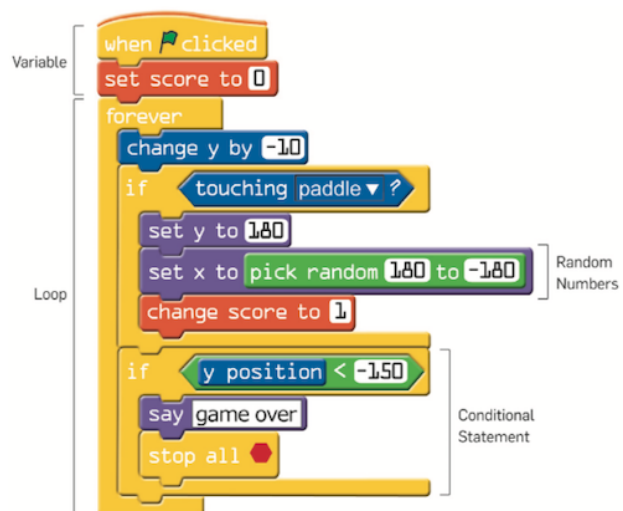 when clicked
Variable
set score to 0
forever
change y by -10
if touching paddle ?
set y to 180
set x to pick random 180 to -180
Random
Numbers
Loop
change score to 1
if y position < -150
say game over
Conditional
Statement
stop all